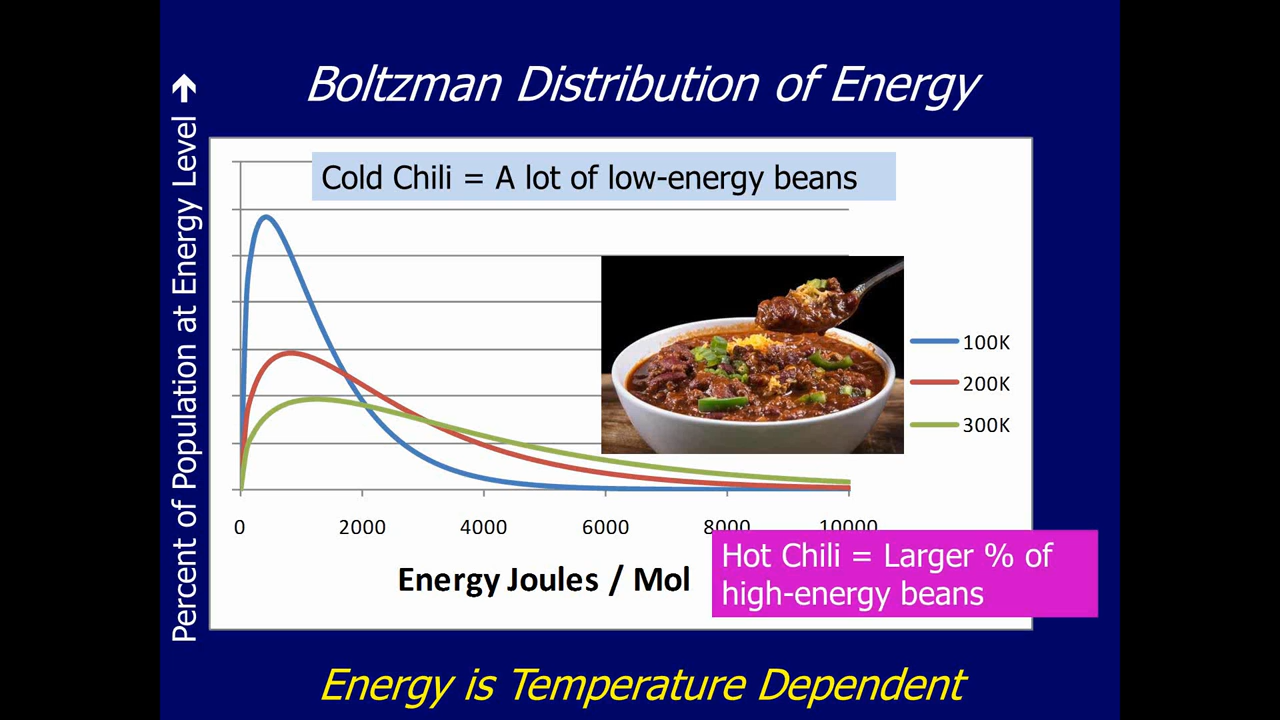 Boltzman Distribution of Energy
Percent of Population at Energy Level ➔
Cold Chili = A lot of low-energy beans
100K
200K
300K
0 2000 4000 6000 8000 10000
Energy Joules / Mol
Hot Chili = Larger % of
high-energy beans
Energy is Temperature Dependent